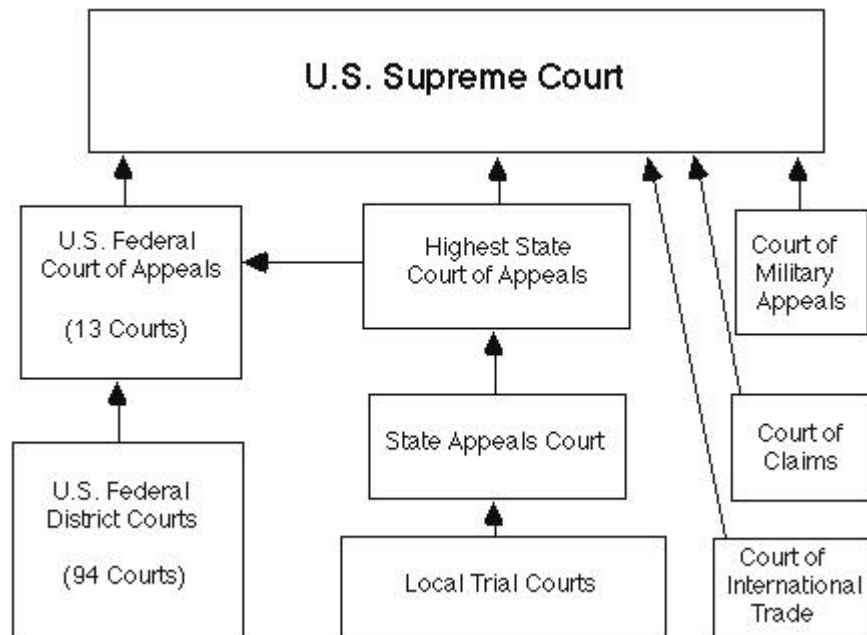 U.S. Supreme Court
U.S. Federal
Court of Appeals
(13 Courts)
Highest State
Court of Appeals
Court of
Military
Appeals
State Appeals Court
Court of
Claims
U.S. Federal
District Courts
(94 Courts)
Local Trial Courts
Court of
International
Trade